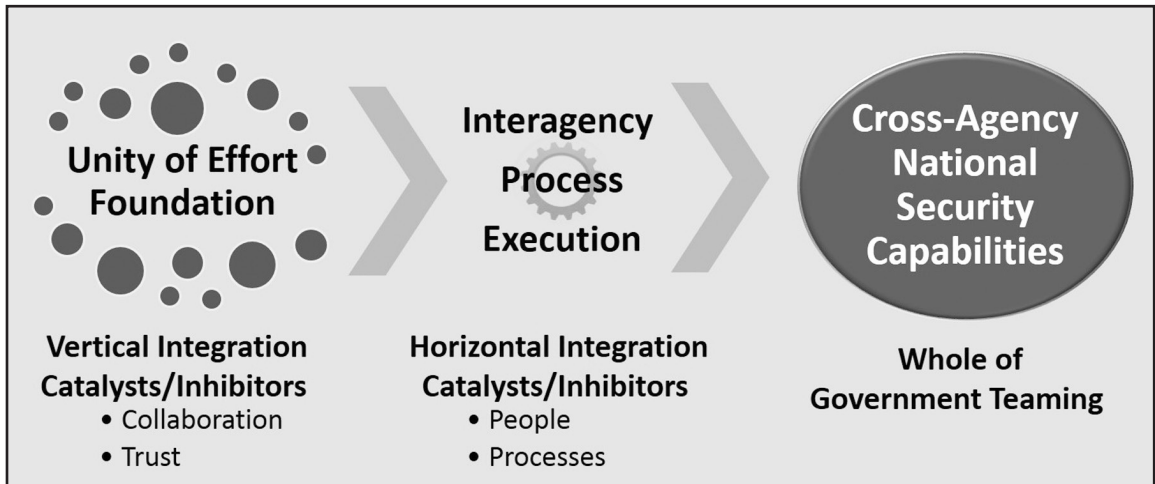 Unity of Effort
Foundation
Interagency
Process
Execution
Cross-Agency
National
Security
Capabilities
Vertical Integration
Catalysts/Inhibitors
• Collaboration
• Trust
Horizontal Integration
Catalysts/Inhibitors
• People
• Processes
Whole of
Government Teaming